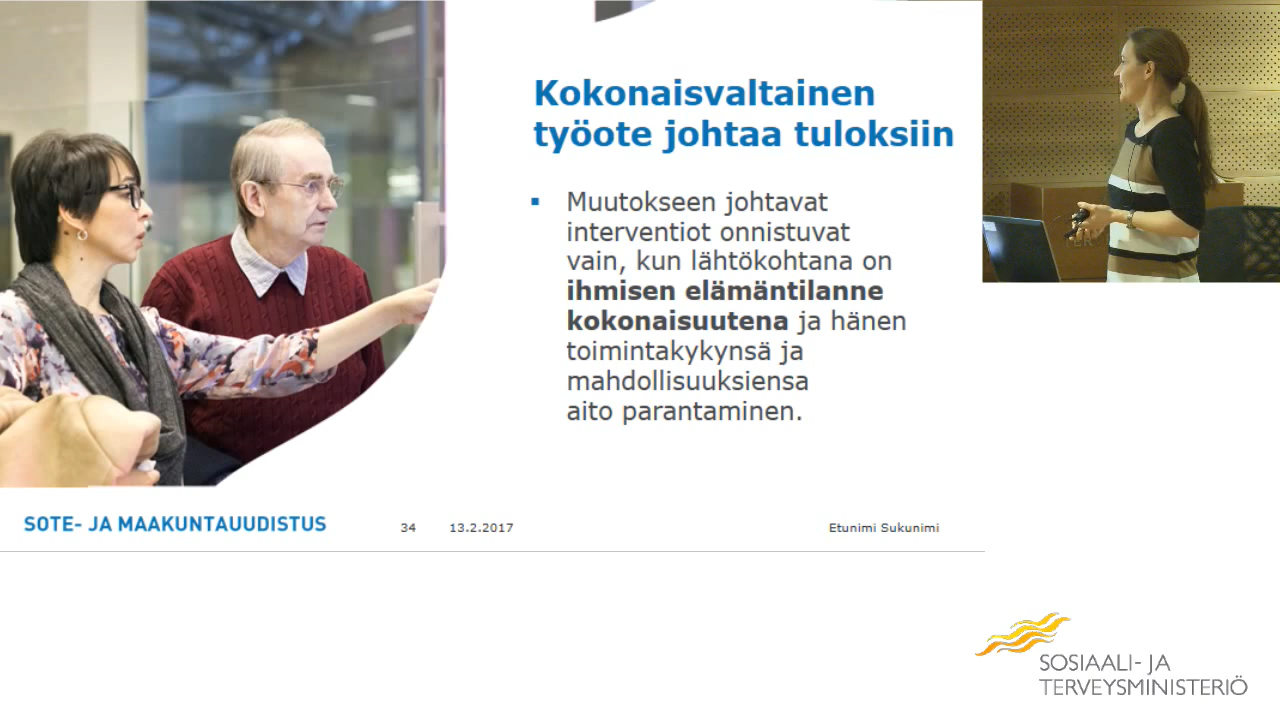 Kokonaisvaltainen
työote johtaa tuloksiin
▪ Muutokseen johtavat
interventiot onnistuvat
vain, kun lähtökohtana on
ihmisen elämäntilanne
kokonaisuutena ja hänen
toimintakykynsä ja
mahdollisuuksiensa
aito parantaminen.
SOTE- JA MAAKUNTAUUDISTUS 34 13.2.2017 Etunimi Sukunimi
SOSIAALI- JA
TERVEYSMINISTERIÖ